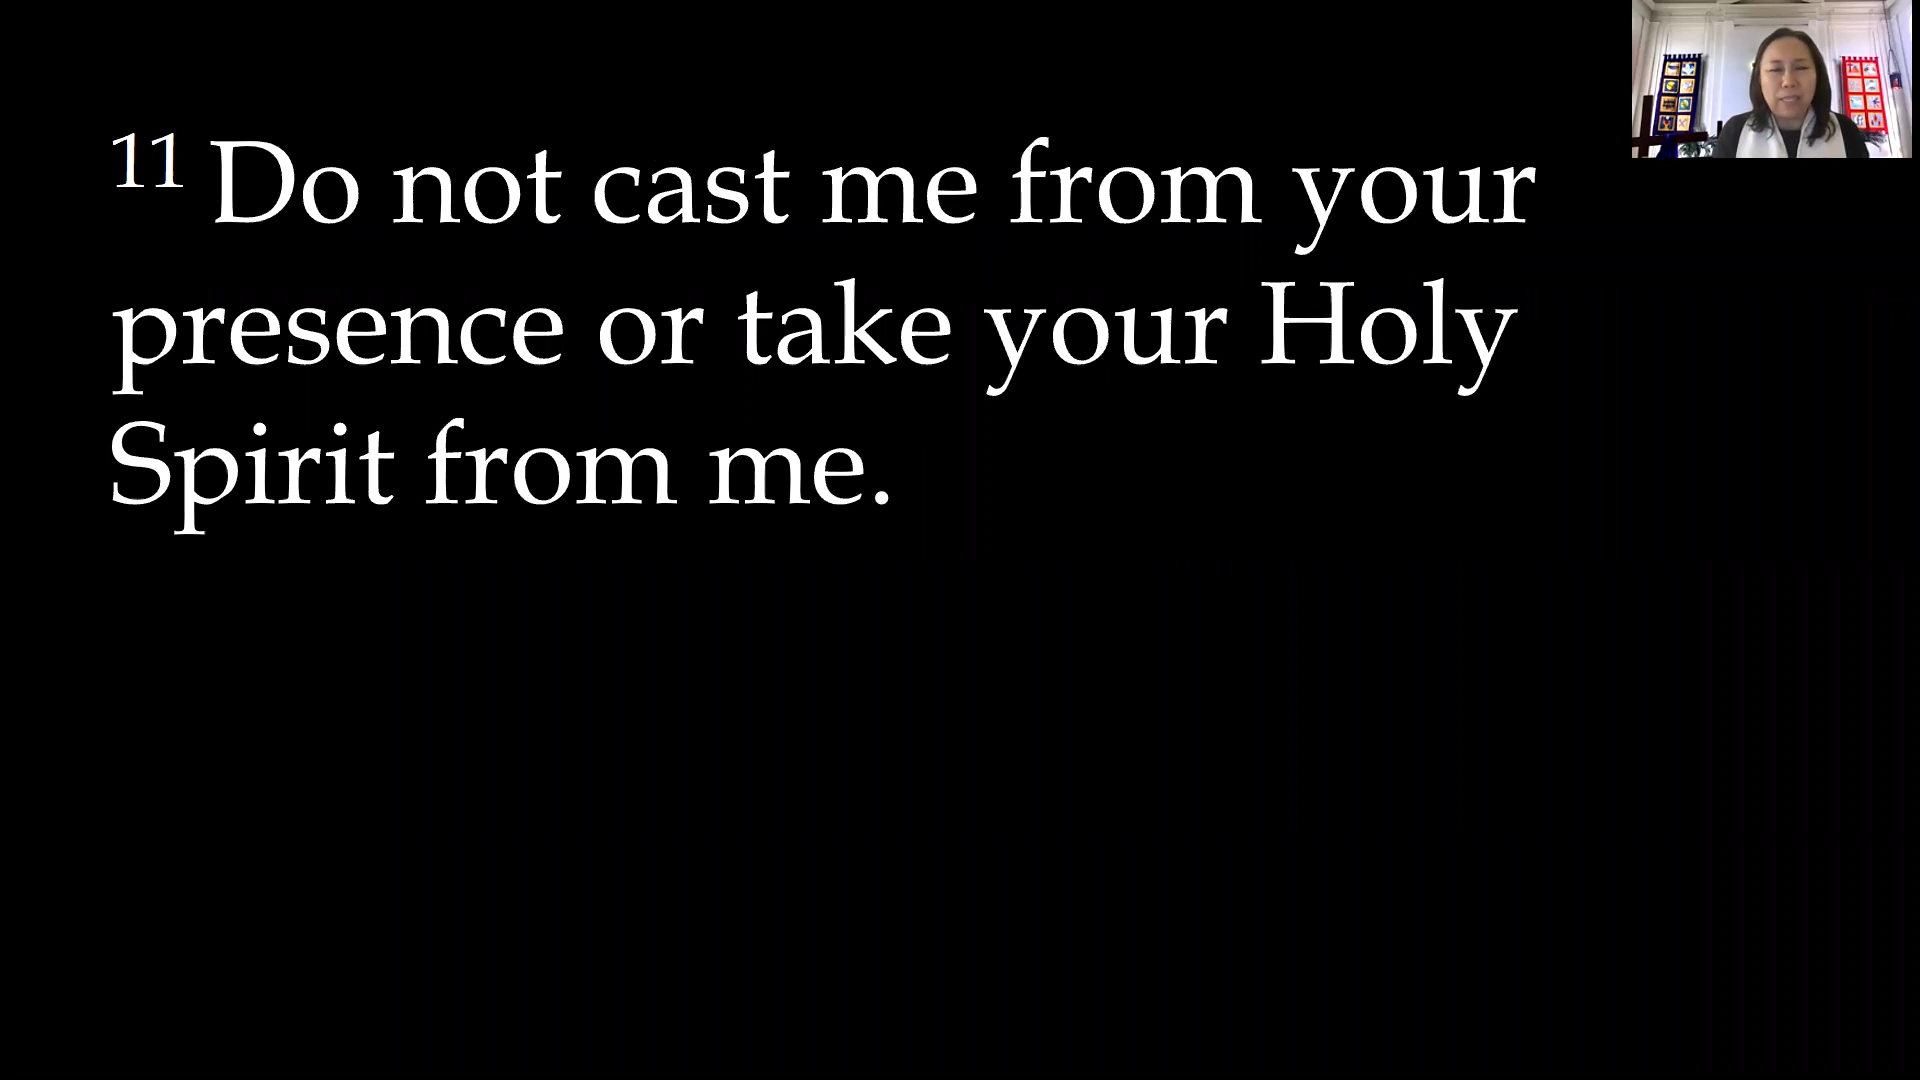 11 Do not cast me from your
presence or take your Holy
Spirit from me.